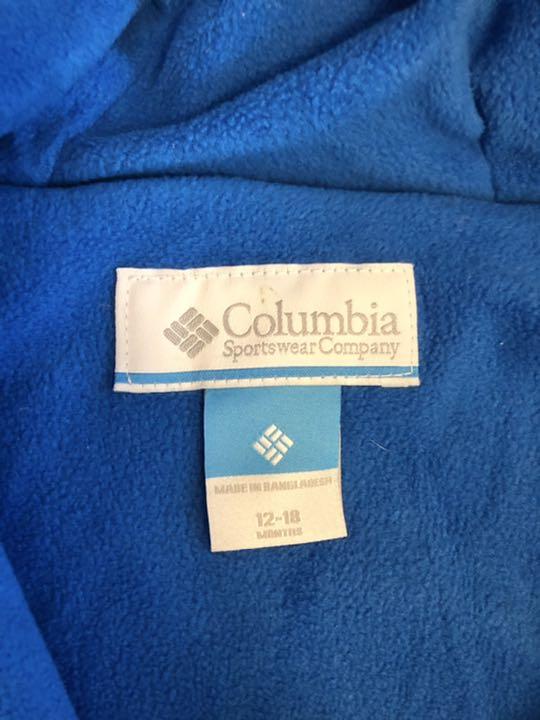 Columbia
Sportswear Company
MADE IN BANGLADESH
12-18
MONTHS